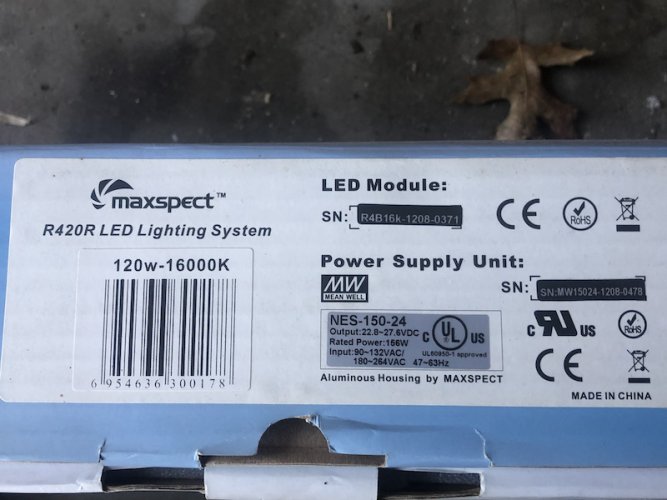 maxspect™
R420R LED Lighting System
120w-16000K
6 954636 300178
LED Module:
SN: R4B16k-1208-0371
CE
RoHS
Power Supply Unit:
MW
MEAN WELL
SN: SN:MW15024-1208-0478
NES-150-24
Output:22.8~27.6VDC
Rated Power:156W
Input:90~132VAC/
180~264VAC 47~63Hz
c UL US
UL60950-1 approved
c RU US
RoHS
CE
Aluminous Housing by MAXSPECT
MADE IN CHINA